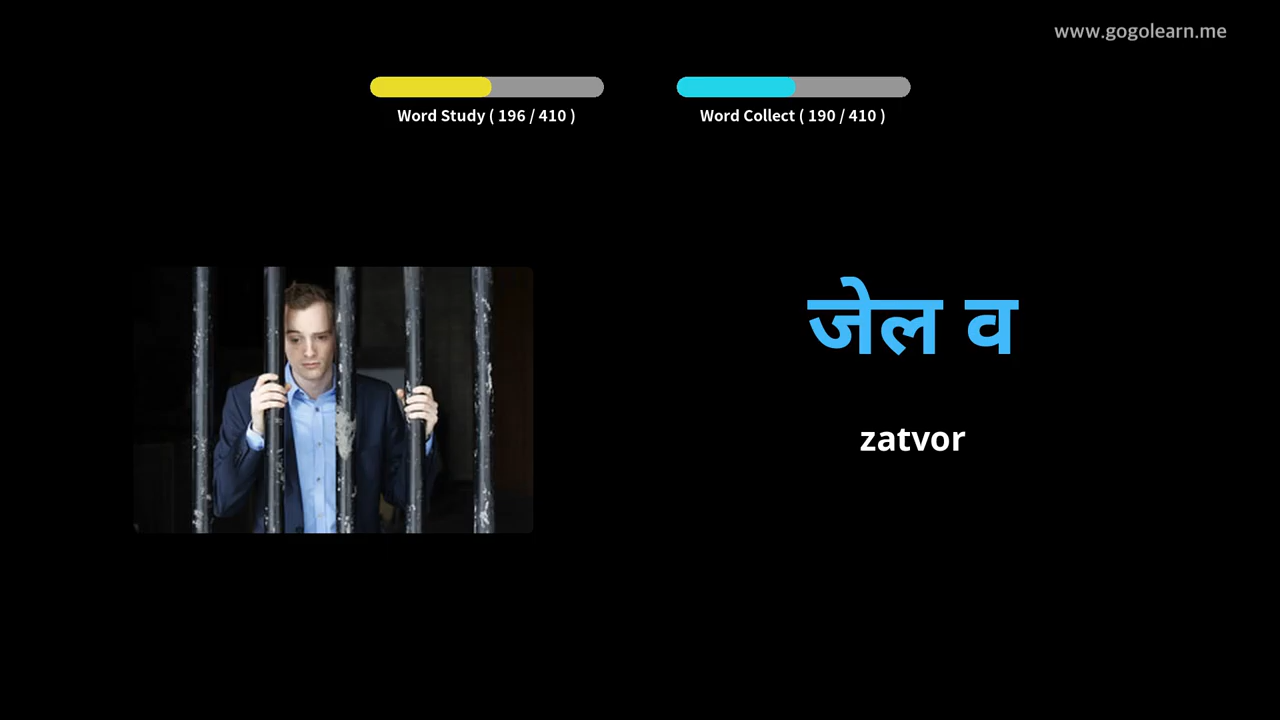 www.gogolearn.me
Word Study ( 196 / 410 )
Word Collect ( 190 / 410 )
जेल व
zatvor